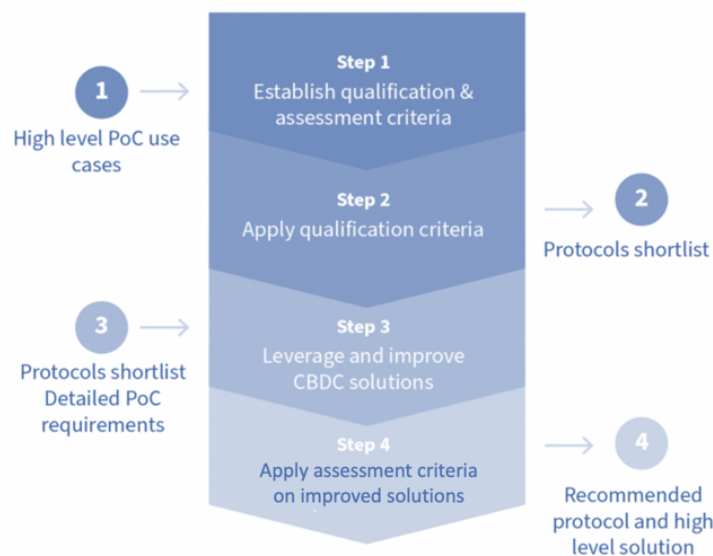 Step 1
Establish qualification &
assessment criteria
1
High level PoC use
cases
Step 2
Apply qualification criteria
2
Protocols shortlist
3
Protocols shortlist
Detailed PoC
requirements
Step 3
Leverage and improve
CBDC solutions
Step 4
Apply assessment criteria
on improved solutions
4
Recommended
protocol and high
level solution